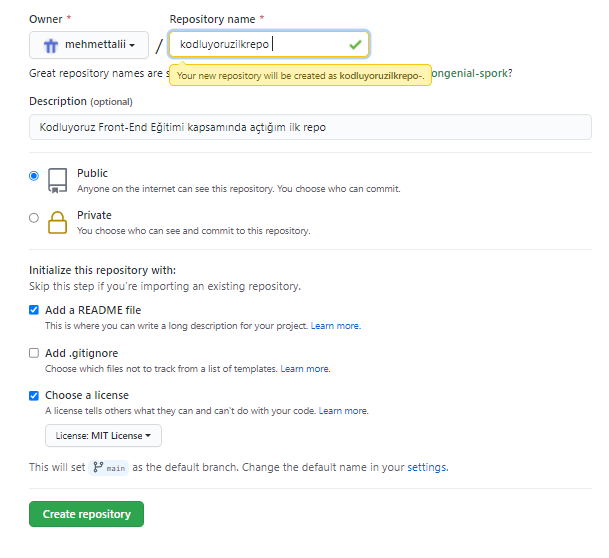 Owner * Repository name *
mehmettalii / kodluyoruzilkrepo
Great repository names are s ongenial-spork?
Your new repository will be created as kodluyoruzilkrepo-.
Description (optional)
Kodluyoruz Front-End Eğitimi kapsamında açtığım ilk repo
Public
Anyone on the internet can see this repository. You choose who can commit.
Private
You choose who can see and commit to this repository.
Initialize this repository with:
Skip this step if you're importing an existing repository.
Add a README file
This is where you can write a long description for your project. Learn more.
Add .gitignore
Choose which files not to track from a list of templates. Learn more.
Choose a license
A license tells others what they can and can't do with your code. Learn more.
License: MIT License
This will set main as the default branch. Change the default name in your settings.
Create repository